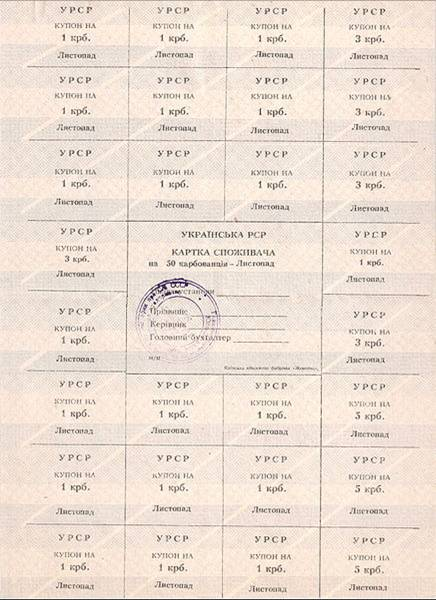 УРСР
КУПОН НА
1 крб.
Листопад
УРСР
КУПОН НА
1 крб.
Листопад
УРСР
КУПОН НА
1 крб.
Листопад
УРСР
КУПОН НА
3 крб.
Листопад
УРСР
КУПОН НА
1 крб.
Листопад
УРСР
КУПОН НА
1 крб.
Листопад
УРСР
КУПОН НА
1 крб.
Листопад
УРСР
КУПОН НА
3 крб.
Листопад
УРСР
КУПОН НА
1 крб.
Листопад
УРСР
КУПОН НА
1 крб.
Листопад
УРСР
КУПОН НА
1 крб.
Листопад
УРСР
КУПОН НА
3 крб.
Листопад
УРСР
КУПОН НА
3 крб.
Листопад
УКРАЇНСЬКА РСР
КАРТКА СПОЖИВАЧА
на 50 карбованців – Листопад
Прізвище
Керівник
Головний бухгалтер
м/п
УРСР
КУПОН НА
1 крб.
Листопад
УРСР
КУПОН НА
1 крб.
Листопад
УРСР
КУПОН НА
3 крб.
Листопад
УРСР
КУПОН НА
1 крб.
Листопад
УРСР
КУПОН НА
1 крб.
Листопад
УРСР
КУПОН НА
1 крб.
Листопад
УРСР
КУПОН НА
5 крб.
Листопад
УРСР
КУПОН НА
1 крб.
Листопад
УРСР
КУПОН НА
1 крб.
Листопад
УРСР
КУПОН НА
1 крб.
Листопад
УРСР
КУПОН НА
5 крб.
Листопад
УРСР
КУПОН НА
1 крб.
Листопад
УРСР
КУПОН НА
1 крб.
Листопад
УРСР
КУПОН НА
1 крб.
Листопад
УРСР
КУПОН НА
5 крб.
Листопад